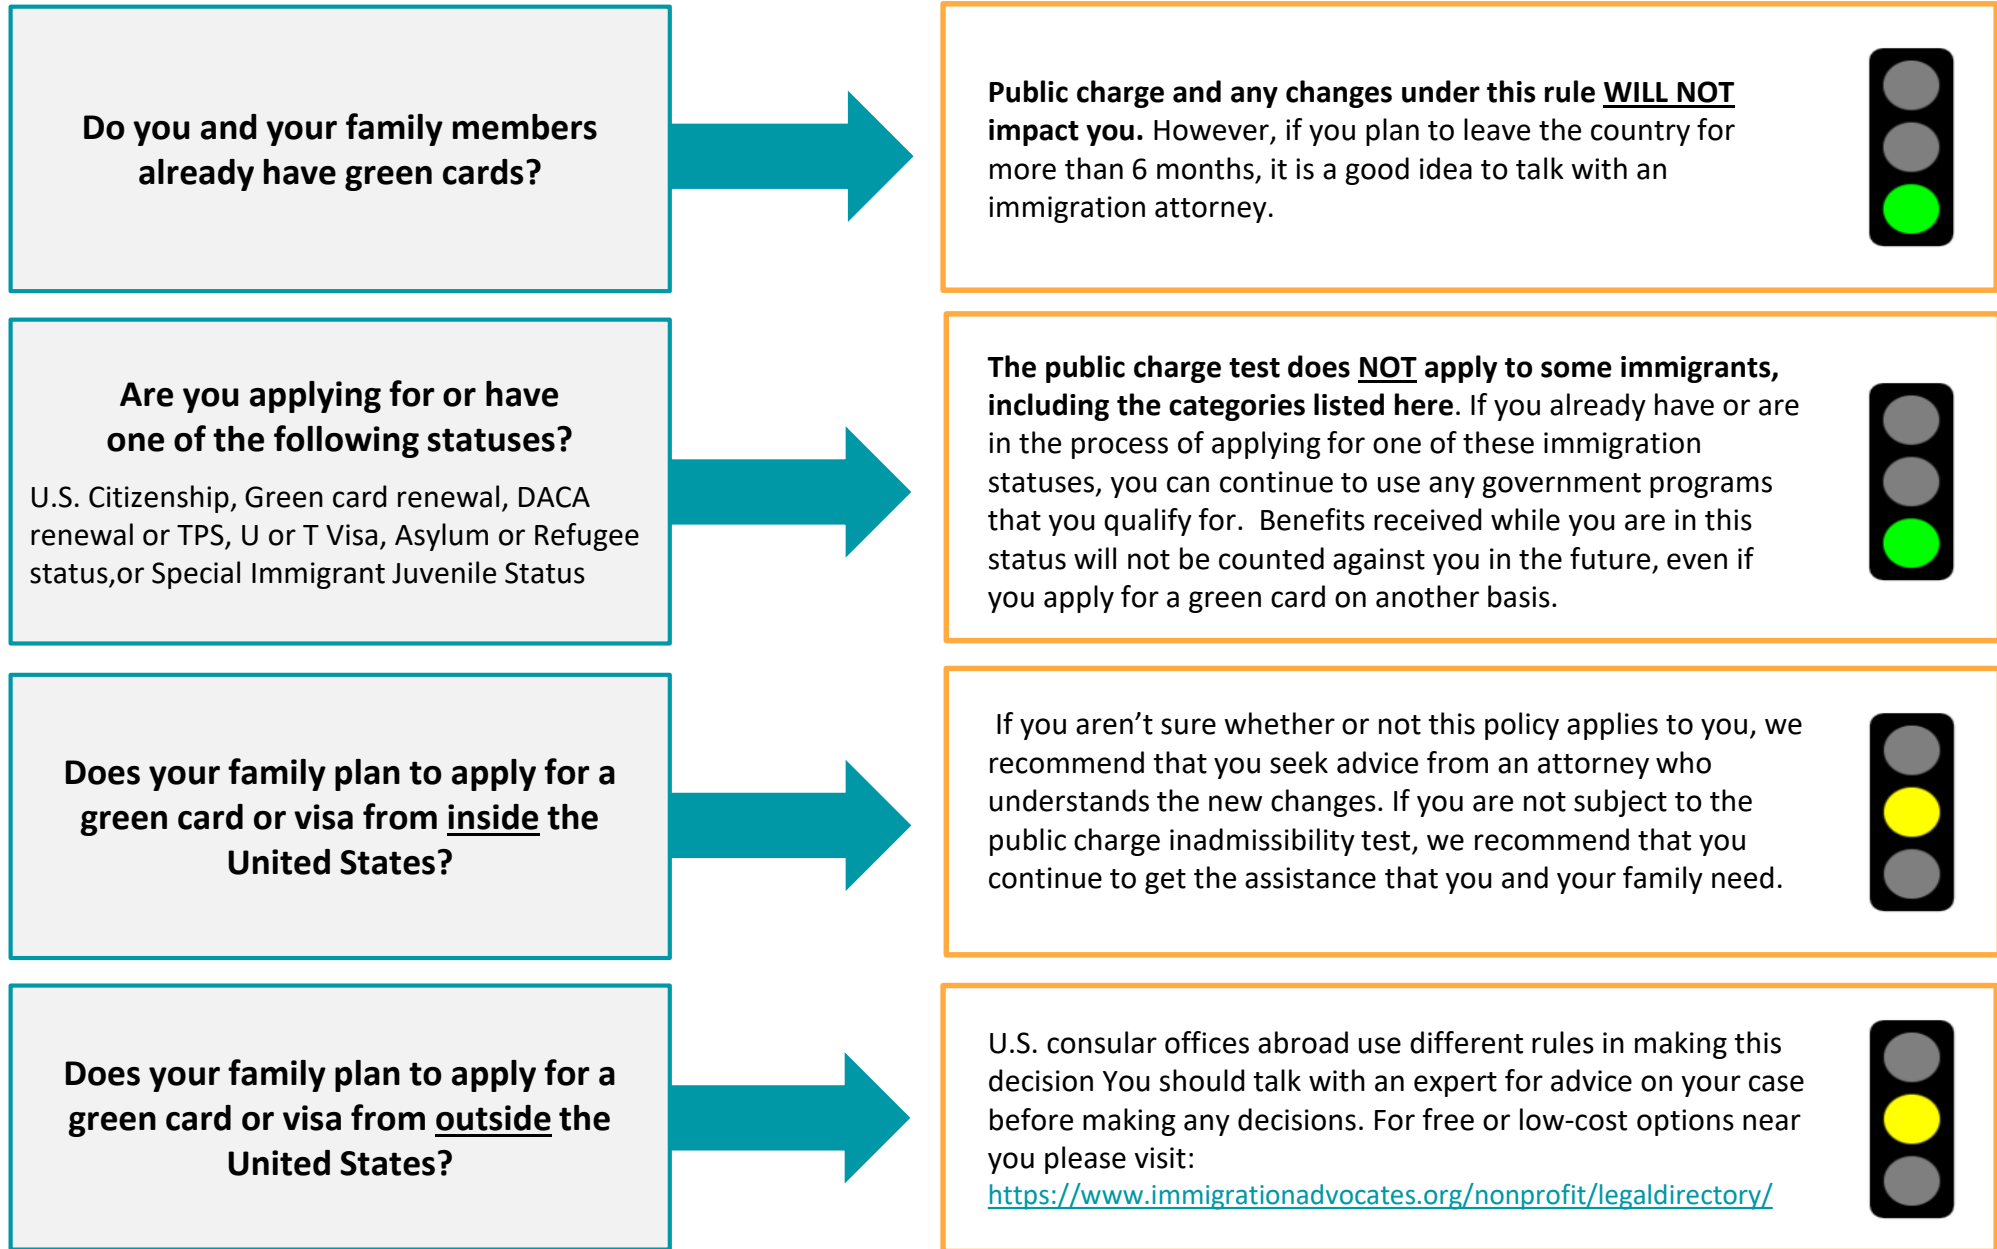 Do you and your family members
already have green cards?
Public charge and any changes under this rule WILL NOT
impact you. However, if you plan to leave the country for
more than 6 months, it is a good idea to talk with an
immigration attorney.
Are you applying for or have
one of the following statuses?
U.S. Citizenship, Green card renewal, DACA
renewal or TPS, U or T Visa, Asylum or Refugee
status,or Special Immigrant Juvenile Status
The public charge test does NOT apply to some immigrants,
including the categories listed here. If you already have or are
in the process of applying for one of these immigration
statuses, you can continue to use any government programs
that you qualify for.  Benefits received while you are in this
status will not be counted against you in the future, even if
you apply for a green card on another basis.
Does your family plan to apply for a
green card or visa from inside the
United States?
If you aren’t sure whether or not this policy applies to you, we
recommend that you seek advice from an attorney who
understands the new changes. If you are not subject to the
public charge inadmissibility test, we recommend that you
continue to get the assistance that you and your family need.
Does your family plan to apply for a
green card or visa from outside the
United States?
U.S. consular offices abroad use different rules in making this
decision You should talk with an expert for advice on your case
before making any decisions. For free or low-cost options near
you please visit:
https://www.immigrationadvocates.org/nonprofit/legaldirectory/